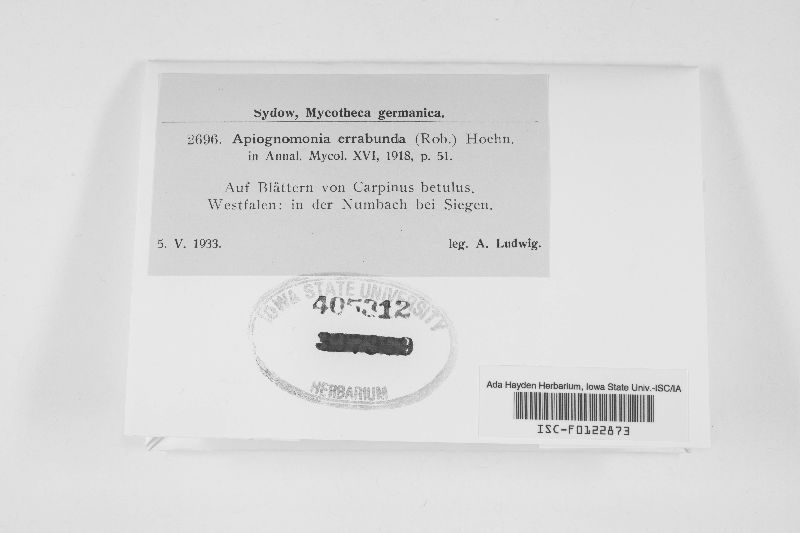 Sydow, Mycotheca germanica.
2696. Apiognomonia errabunda (Rob.) Hoehn.
in Annal. Mycol. XVI, 1918, p. 51.
Auf Blättern von Carpinus betulus.
Westfalen: in der Numbach bei Siegen.
5. V. 1933. leg. A. Ludwig.
IOWA STATE UNIVERSITY
405312
HERBARIUM
Ada Hayden Herbarium, Iowa State Univ.-ISC/IA
ISC-F0122873